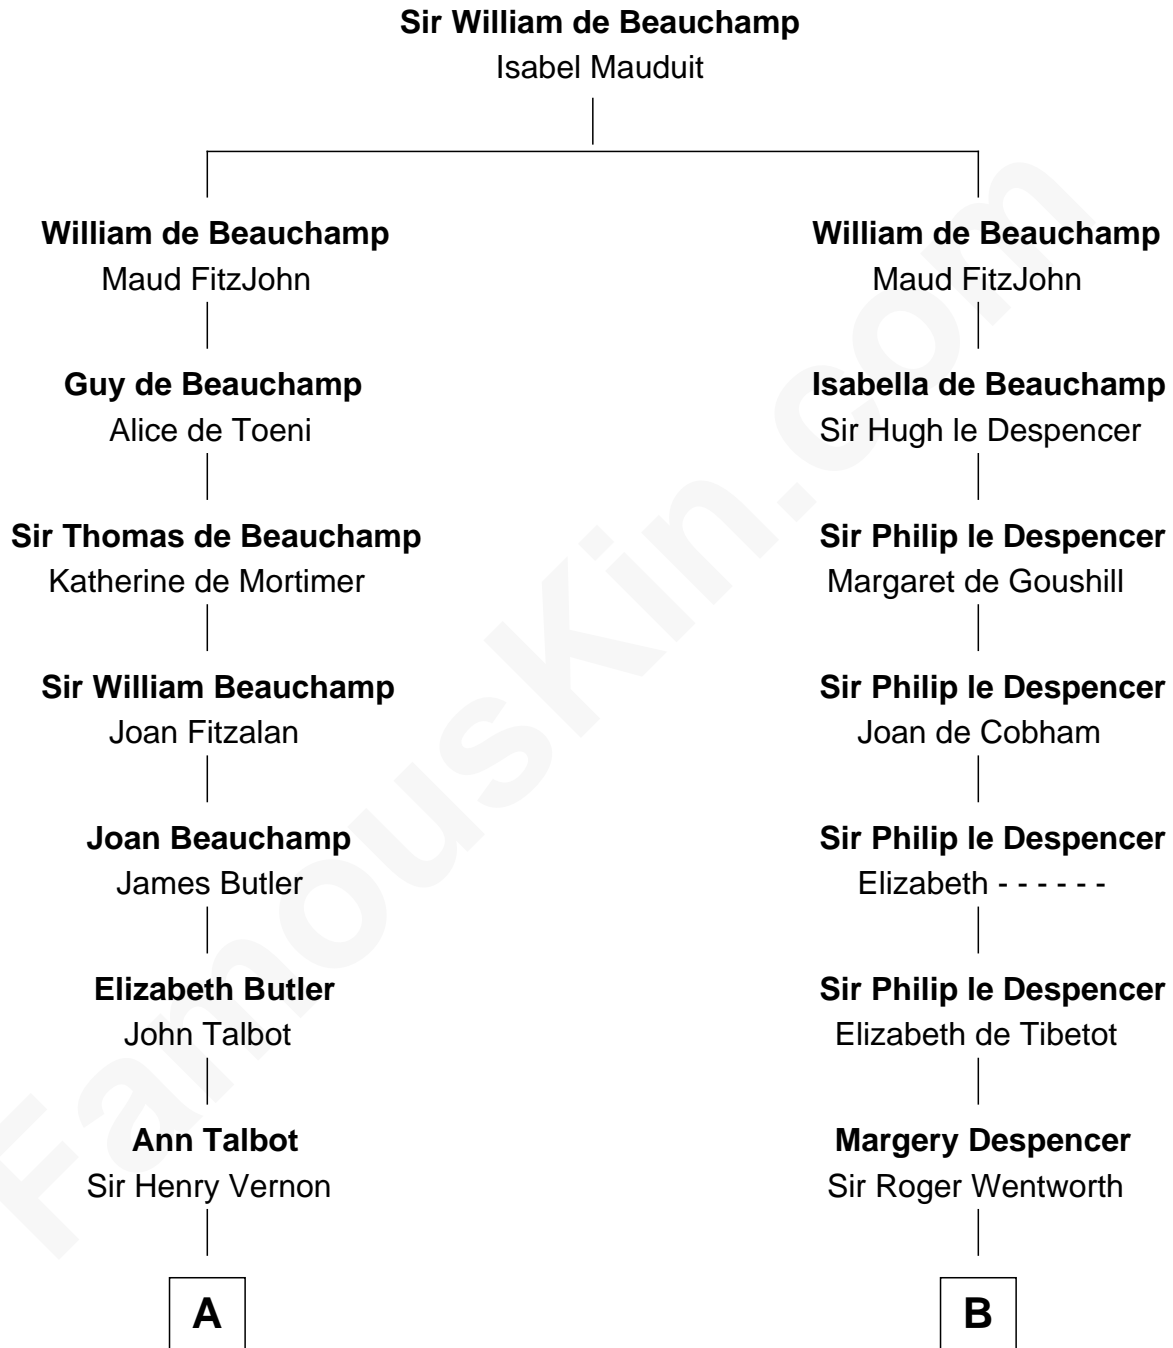 Sir William de Beauchamp
Isabel Mauduit
William de Beauchamp
Maud FitzJohn
William de Beauchamp
Maud FitzJohn
Guy de Beauchamp
Alice de Toeni
Isabella de Beauchamp
Sir Hugh le Despencer
Sir Thomas de Beauchamp
Katherine de Mortimer
Sir Philip le Despencer
Margaret de Goushill
Sir William Beauchamp
Joan Fitzalan
Sir Philip le Despencer
Joan de Cobham
Joan Beauchamp
James Butler
Sir Philip le Despencer
Elizabeth - - - - - -
Elizabeth Butler
John Talbot
Sir Philip le Despencer
Elizabeth de Tibetot
Ann Talbot
Sir Henry Vernon
Margery Despencer
Sir Roger Wentworth
A
B
FamousKin.com